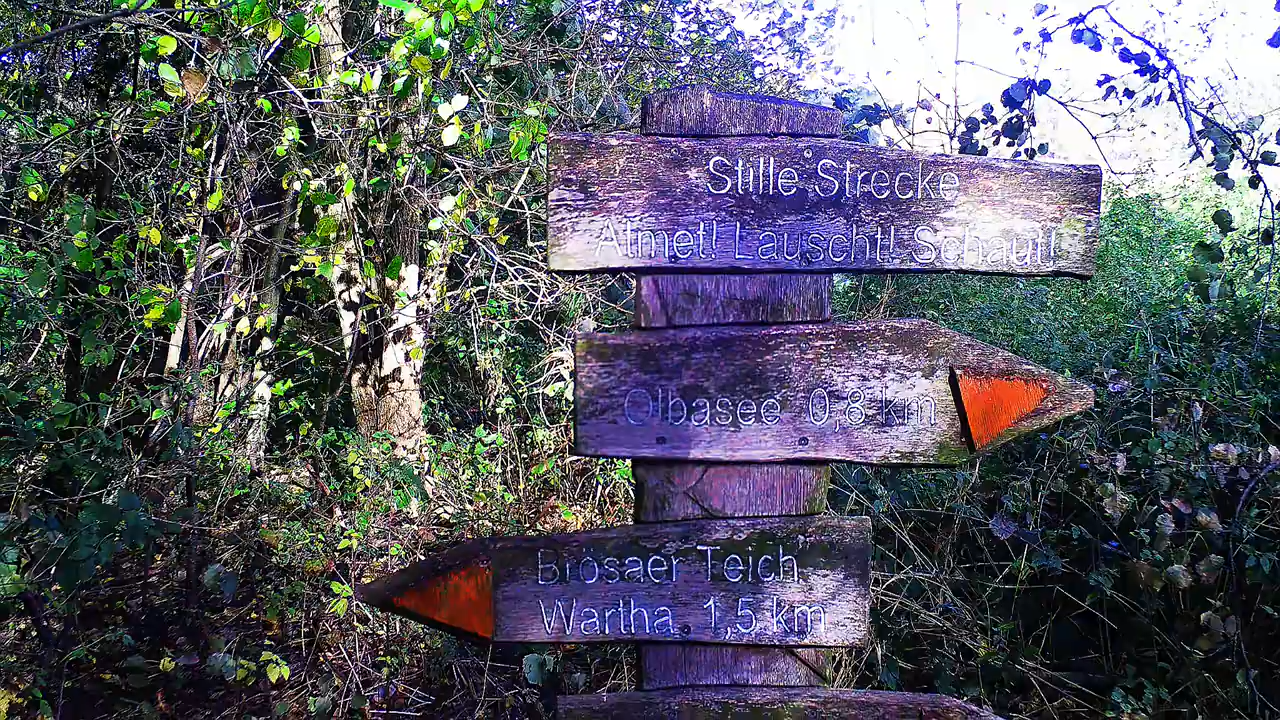 Stille Strecke
Atmet! Lauscht! Schaut!
Olbasee 0,8 km
Brösaer Teich
Wartha 1,5 km